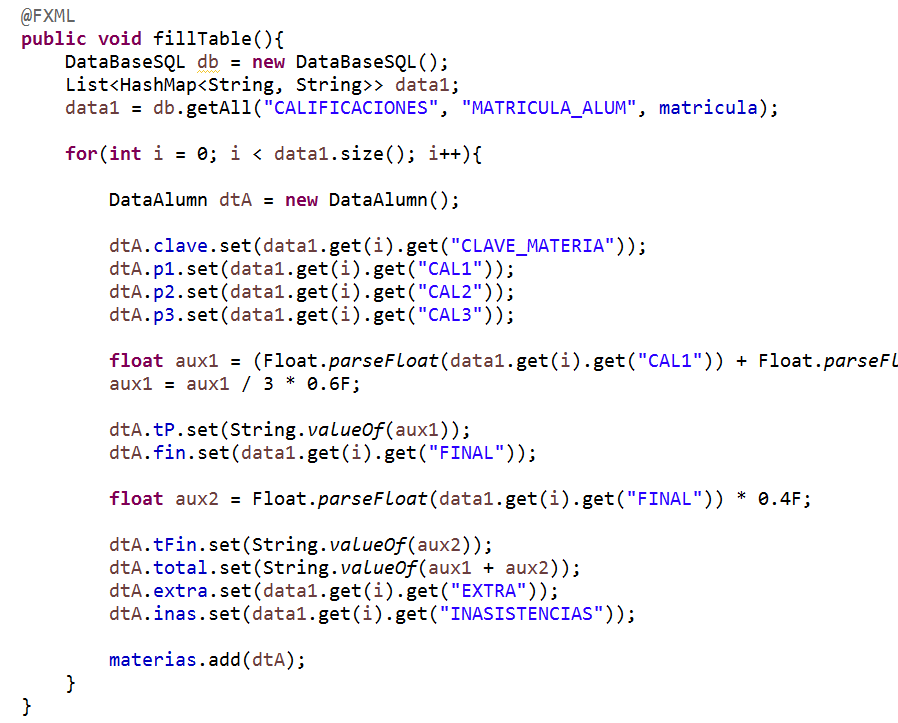 @FXML
public void fillTable(){
DataBaseSQL db = new DataBaseSQL();
List<HashMap<String, String>> data1;
data1 = db.getAll("CALIFICACIONES", "MATRICULA_ALUM", matricula);
for(int i = 0; i < data1.size(); i++){
DataAlumn dtA = new DataAlumn();
dtA.clave.set(data1.get(i).get("CLAVE_MATERIA"));
dtA.p1.set(data1.get(i).get("CAL1"));
dtA.p2.set(data1.get(i).get("CAL2"));
dtA.p3.set(data1.get(i).get("CAL3"));
float aux1 = (Float.parseFloat(data1.get(i).get("CAL1")) + Float.parseFl
aux1 = aux1 / 3 * 0.6F;
dtA.tP.set(String.valueOf(aux1));
dtA.fin.set(data1.get(i).get("FINAL"));
float aux2 = Float.parseFloat(data1.get(i).get("FINAL")) * 0.4F;
dtA.tFin.set(String.valueOf(aux2));
dtA.total.set(String.valueOf(aux1 + aux2));
dtA.extra.set(data1.get(i).get("EXTRA"));
dtA.inas.set(data1.get(i).get("INASISTENCIAS"));
materias.add(dtA);
}
}